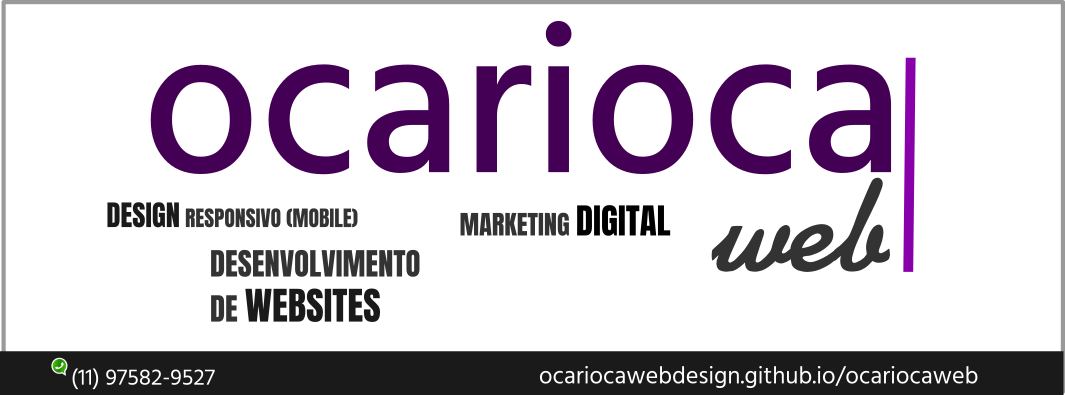 ocarioca
web
DESIGN RESPONSIVO (MOBILE)
MARKETING DIGITAL
DESENVOLVIMENTO
DE WEBSITES
(11) 97582-9527
ocariocawebdesign.github.io/ocariocaweb